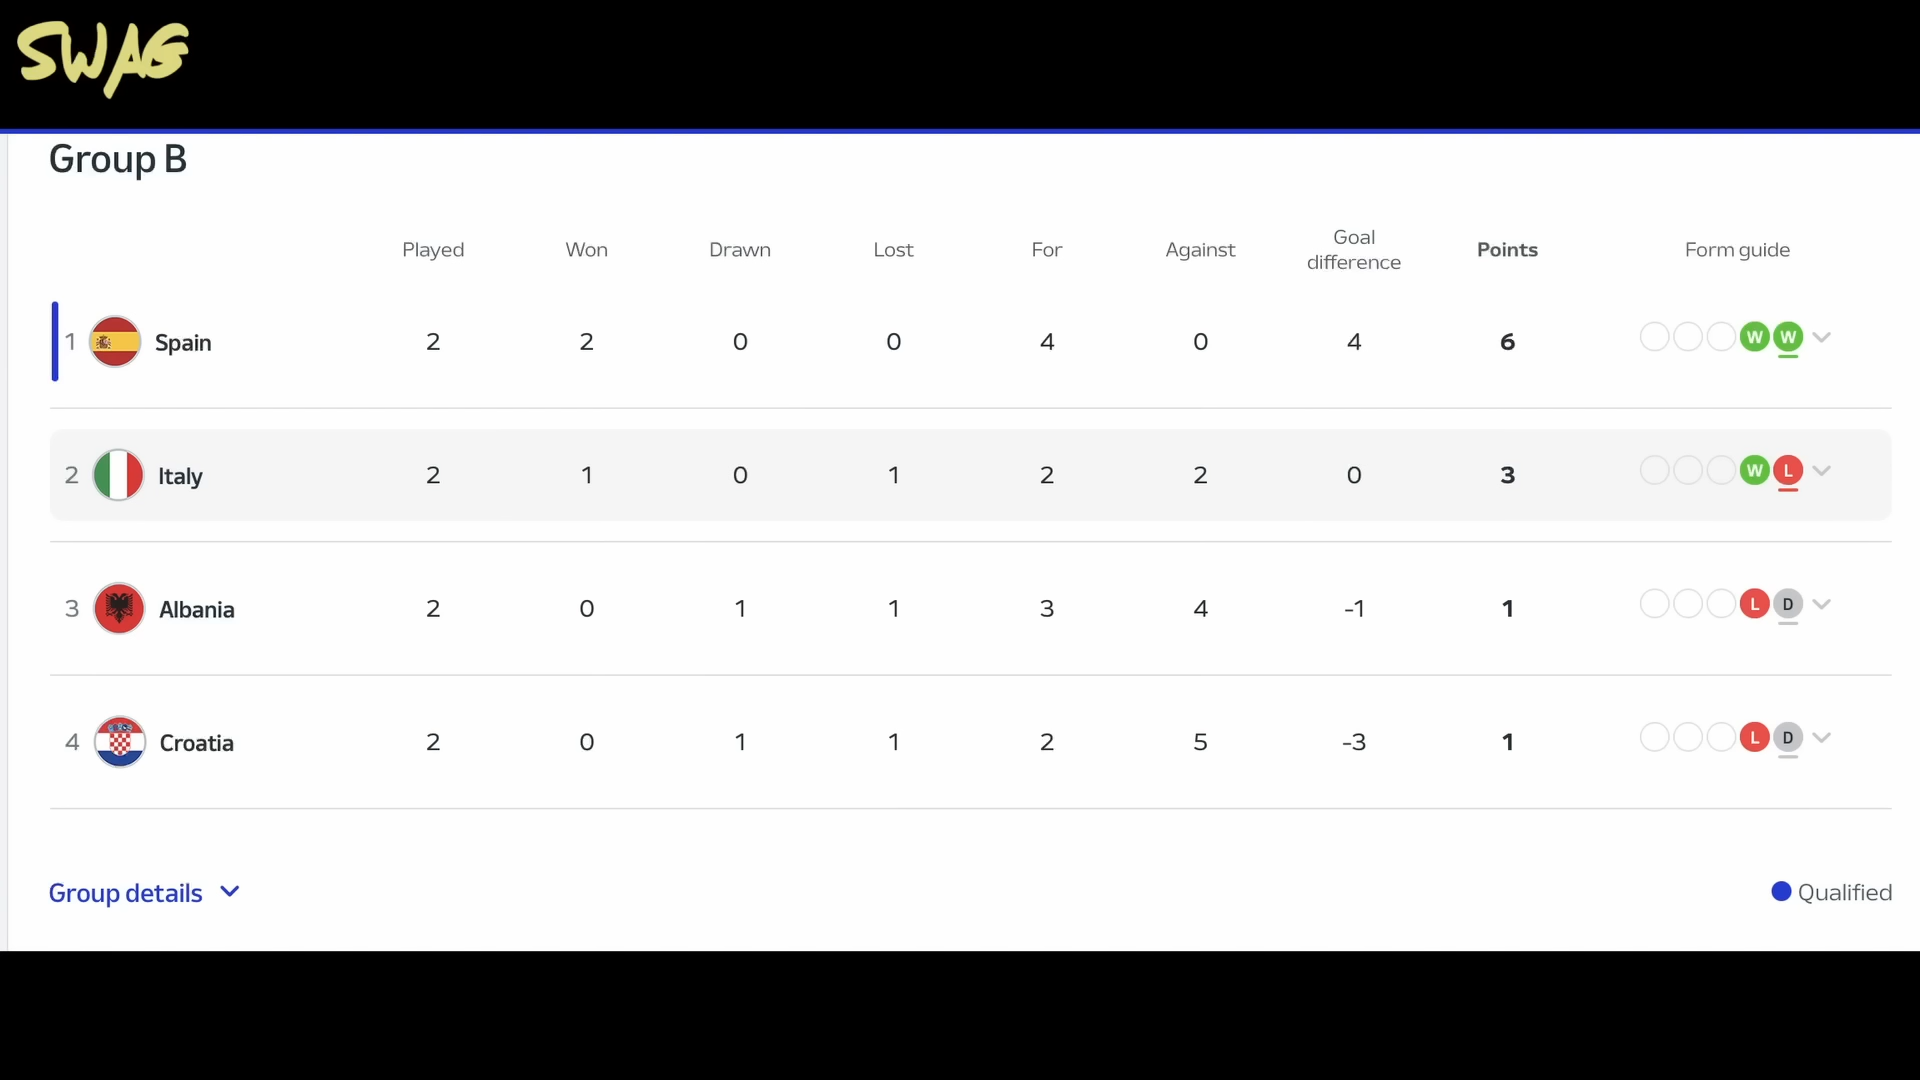 SWAG
Group B
Played Won Drawn Lost For Against Goal difference Points Form guide
1 Spain 2 2 0 0 4 0 4 6 W W
2 Italy 2 1 0 1 2 2 0 3 W L
3 Albania 2 0 1 1 3 4 -1 1 L D
4 Croatia 2 0 1 1 2 5 -3 1 L D
Group details Qualified